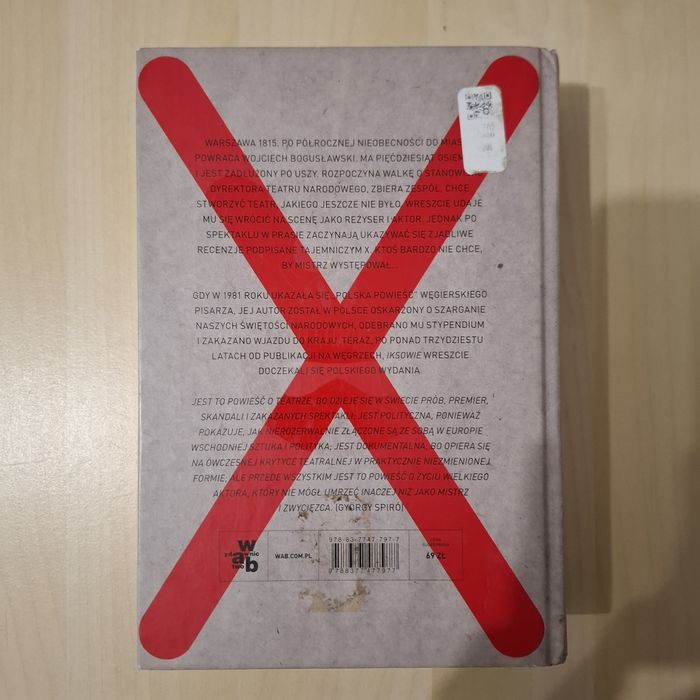 WARSZAWA 1815. PO PÓŁROCZNEJ NIEOBECNOŚCI DO MIAS
POWRACA WOJCIECH BOGUSŁAWSKI. MA PIĘĆDZIESIĄT OSIEM
I JEST ZADŁUŻONY PO USZY. ROZPOCZYNA WALKĘ O STANOW
DYREKTORA TEATRU NARODOWEGO, ZBIERA ZESPÓŁ, CHCE
STWORZYĆ TEATR, JAKIEGO JESZCZE NIE BYŁO. WRESZCIE UDAJE
MU SIĘ WRÓCIĆ NA SCENĘ JAKO REŻYSER I AKTOR. JEDNAK PO
SPEKTAKLU W PRASIE ZACZYNAJĄ UKAZYWAĆ SIĘ ZJADLIWE
RECENZJE PODPISANE TAJEMNICZYM X. KTOŚ BARDZO NIE CHCE,
BY MISTRZ WYSTĘPOWAŁ...
GDY W 1981 ROKU UKAZAŁA SIĘ „POLSKA POWIEŚĆ” WĘGIERSKIEGO
PISARZA, JEJ AUTOR ZOSTAŁ W POLSCE OSKARŻONY O SZARGANIE
NASZYCH ŚWIĘTOŚCI NARODOWYCH, ODEBRANO MU STYPENDIUM
I ZAKAZANO WJAZDU DO KRAJU. TERAZ, PO PONAD TRZYDZIESTU
LATACH OD PUBLIKACJI NA WĘGRZECH, IKSOWIE WRESZCIE
DOCZEKALI SIĘ POLSKIEGO WYDANIA.
JEST TO POWIEŚĆ O TEATRZE, BO DZIEJE SIĘ W ŚWIECIE PRÓB, PREMIER,
SKANDALI I ZAKAZANYCH SPEKTAKLI; JEST POLITYCZNA, PONIEWAŻ
POKAZUJE, JAK NIEROZERWALNIE ZŁĄCZONE SĄ ZE SOBĄ W EUROPIE
WSCHODNIEJ SZTUKA I POLITYKA; JEST DOKUMENTALNA, BO OPIERA SIĘ
NA ÓWCZESNEJ KRYTYCE TEATRALNEJ W PRAKTYCZNIE NIEZMIENIONEJ
FORMIE; ALE PRZEDE WSZYSTKIM JEST TO POWIEŚĆ O ŻYCIU WIELKIEGO
AKTORA, KTÓRY NIE MÓGŁ UMRZEĆ INACZEJ NIŻ JAKO MISTRZ
I ZWYCIĘZCA. (GYÖRGY SPIRÓ)
wydawnictwo
wab
WAB.COM.PL
978-83-7747-797-7
9788377477977
69 ZŁ